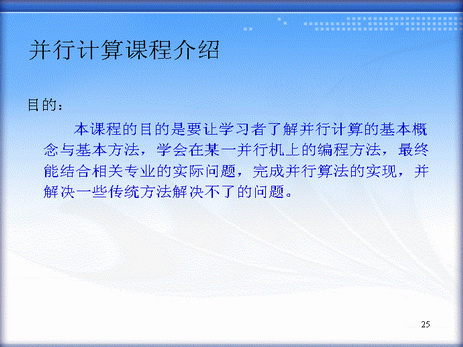 并行计算课程介绍
目的：
本课程的目的是要让学习者了解并行计算的基本概
念与基本方法，学会在某一并行机上的编程方法，最终
能结合相关专业的实际问题，完成并行算法的实现，并
解决一些传统方法解决不了的问题。
25